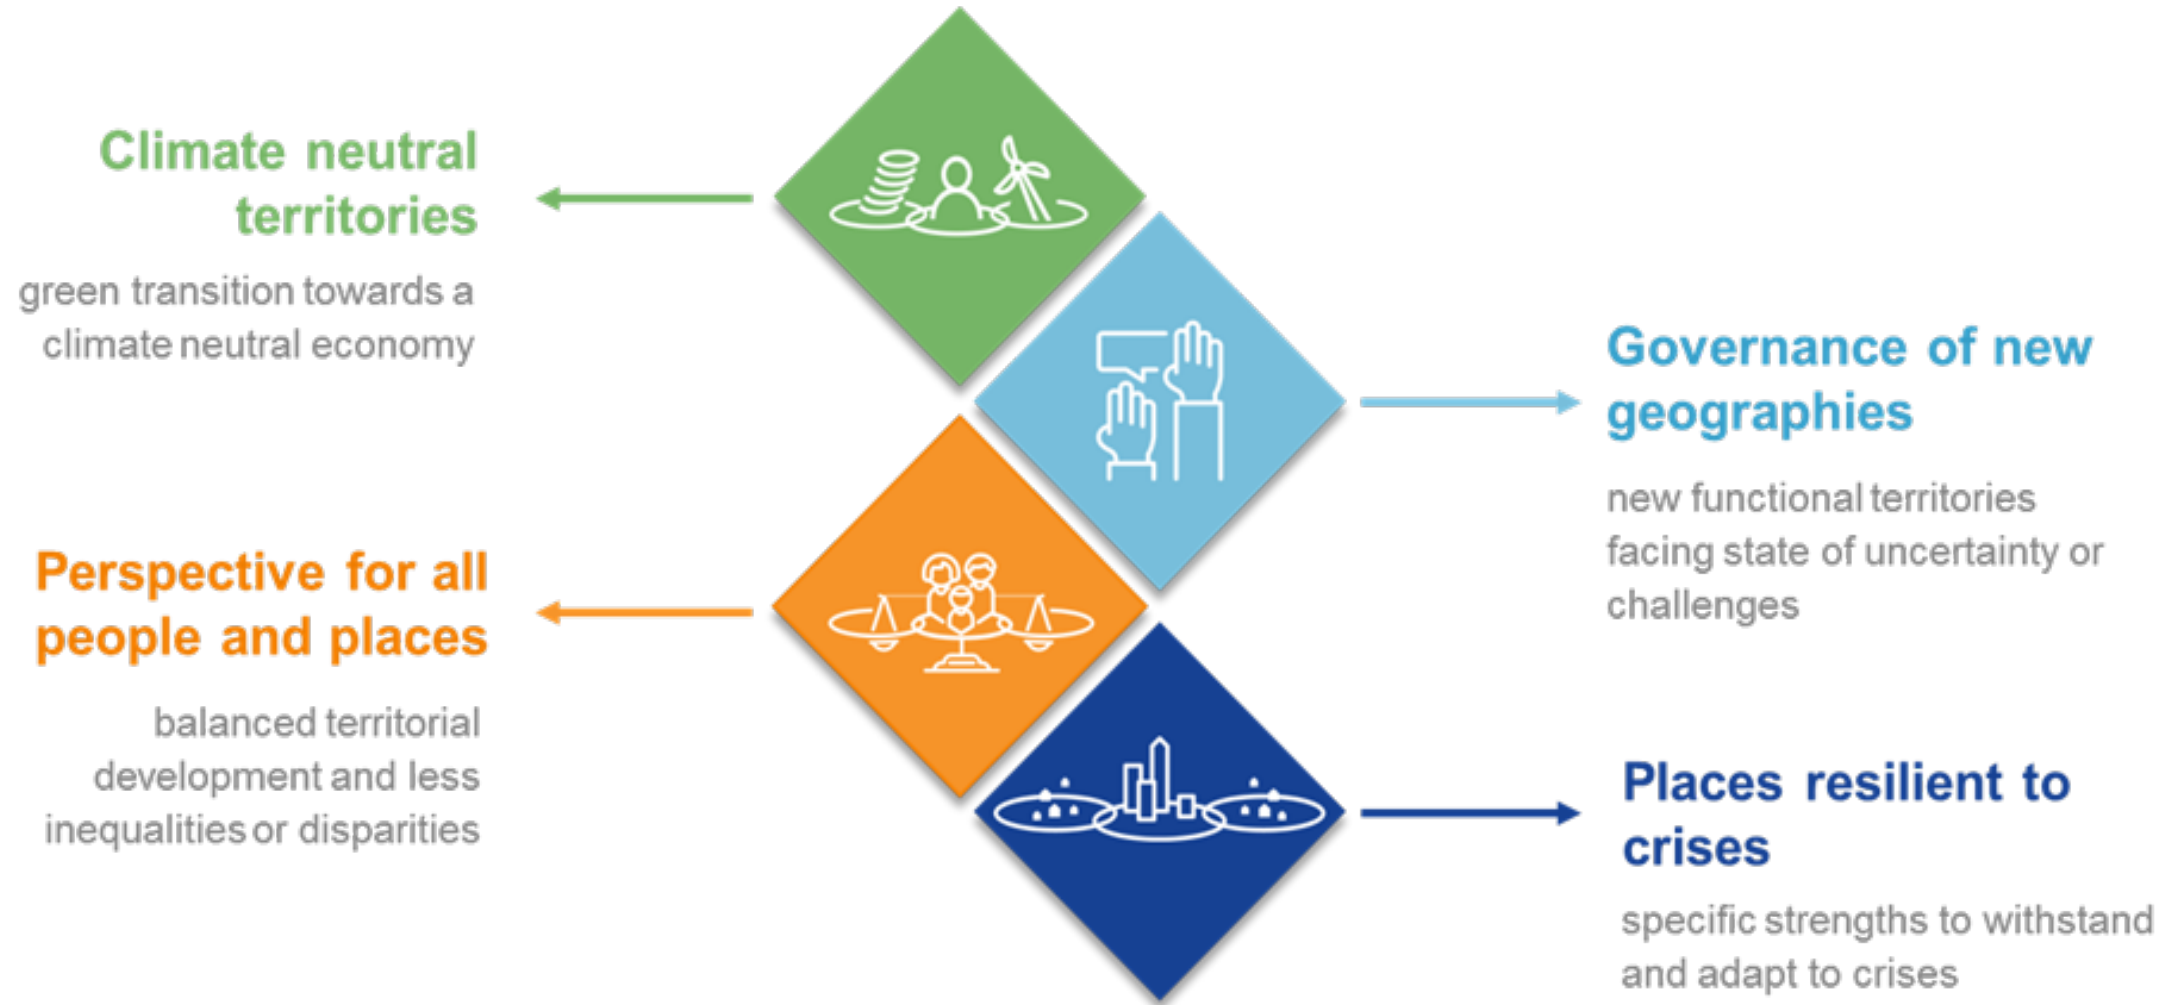 Climate neutral
territories
green transition towards a
climate neutral economy
Governance of new
geographies
new functional territories
facing state of uncertainty or
challenges
Perspective for all
people and places
balanced territorial
development and less
inequalities or disparities
Places resilient to
crises
specific strengths to withstand
and adapt to crises